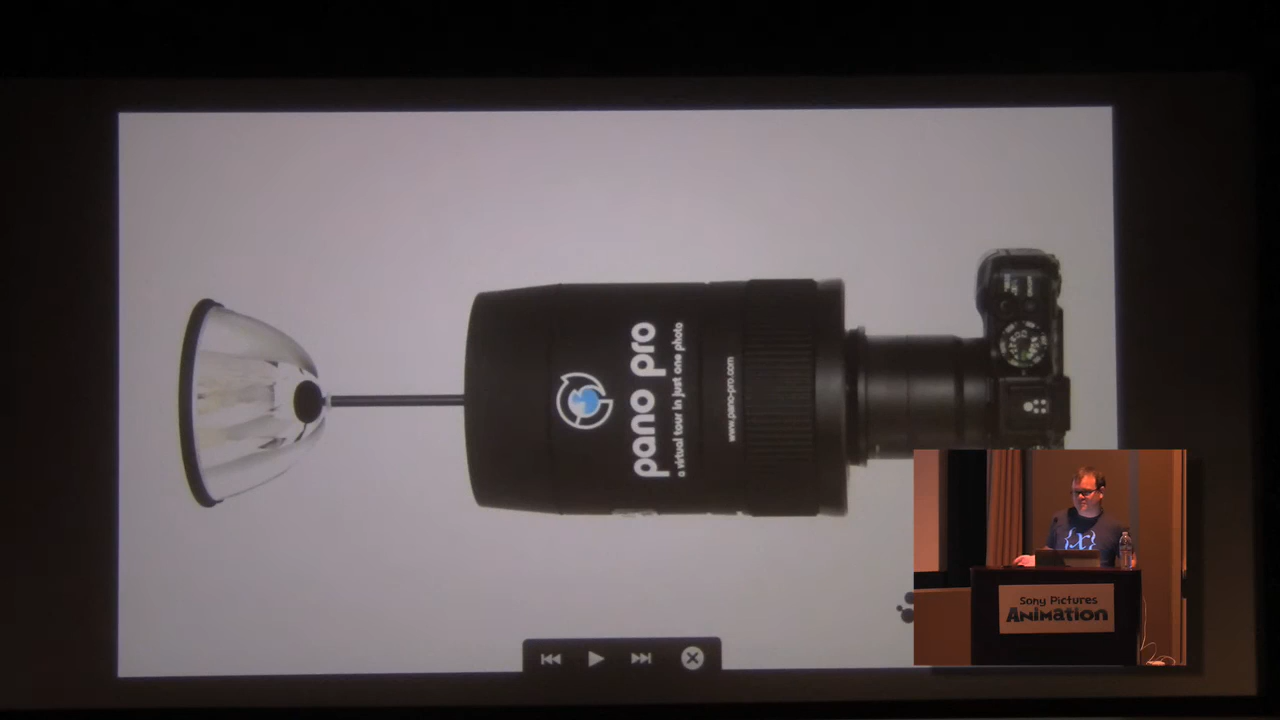 pano pro
a virtual tour in just one photo
www.pano-pro.com
{x}
Sony Pictures
Animation